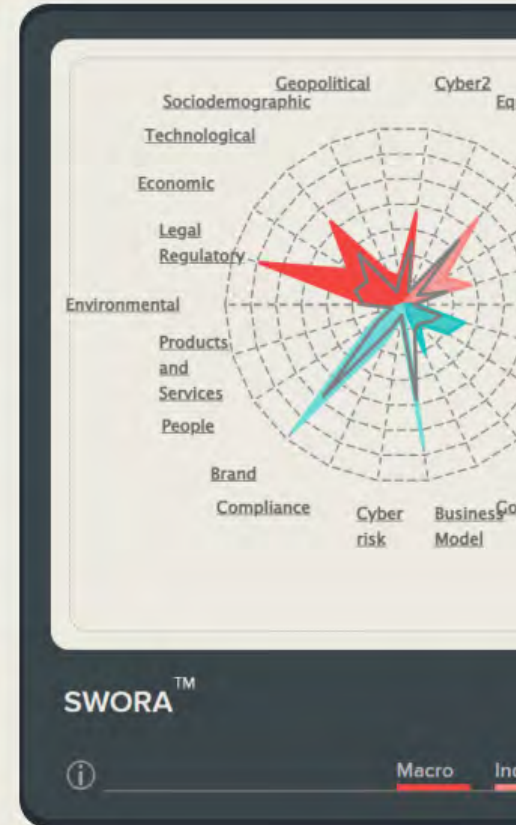 Geopolitical
Cyber2
Sociodemographic
Technological
Economic
Legal
Regulatory
Environmental
Products
and
Services
People
Brand
Compliance
Cyber
risk
Business
Model
SWORA™
Macro